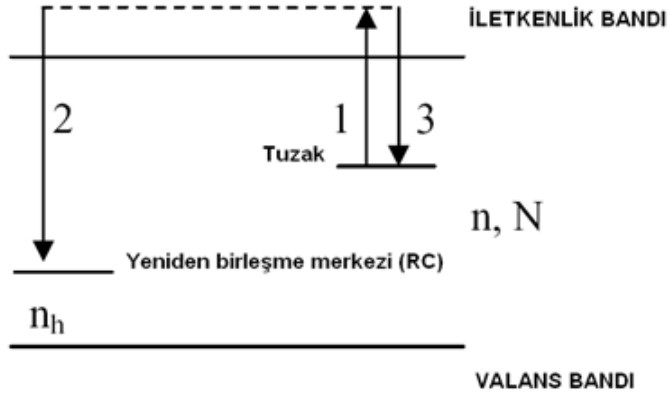 İLETKENLİK BANDI
2
1
3
Tuzak
n, N
Yeniden birleşme merkezi (RC)
nh
VALANS BANDI